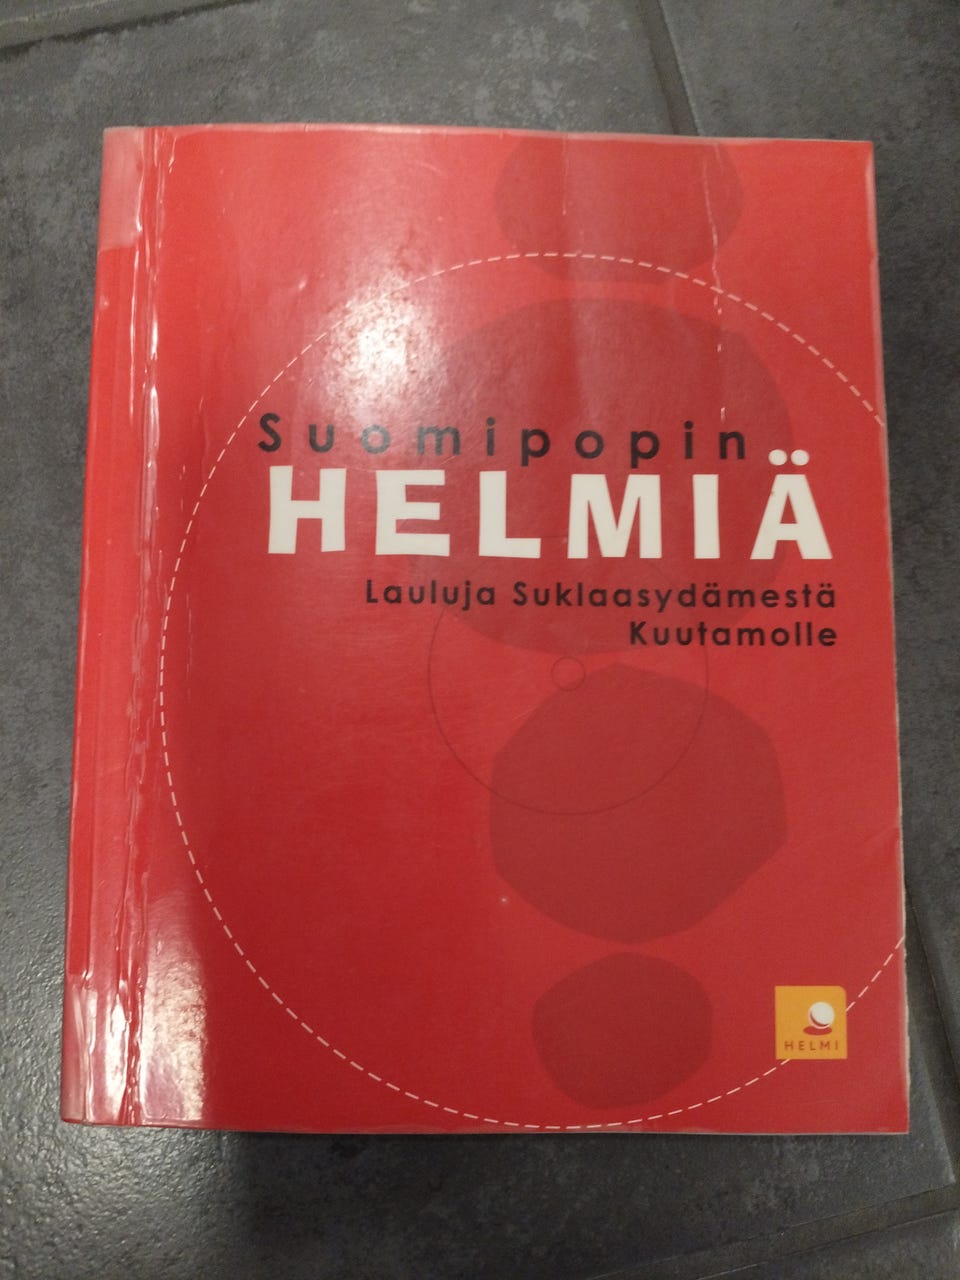 Suomipopin
HELMIÄ
Lauluja Suklaasydämestä
Kuutamolle
HELMI